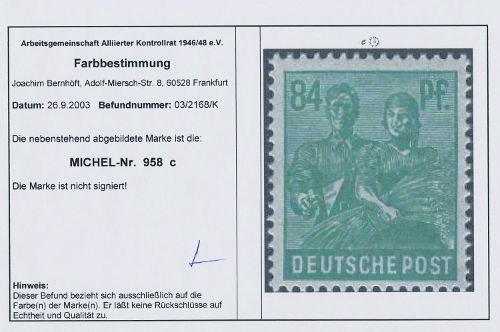 Arbeitsgemeinschaft Alliierter Kontrollrat 1946/48 e.V.
Farbbestimmung
Joachim Bernhöft, Adolf-Miersch-Str. 8, 60528 Frankfurt
Datum: 26.9.2003 Befundnummer: 03/2168/K
Die nebenstehend abgebildete Marke ist die:
MICHEL-Nr. 958 c
Die Marke ist nicht signiert!
Hinweis:
Dieser Befund bezieht sich ausschließlich auf die
Farbe(n) der Marke(n). Er läßt keine Rückschlüsse auf
Echtheit und Qualität zu.
c
84 Pf.
DEUTSCHE POST